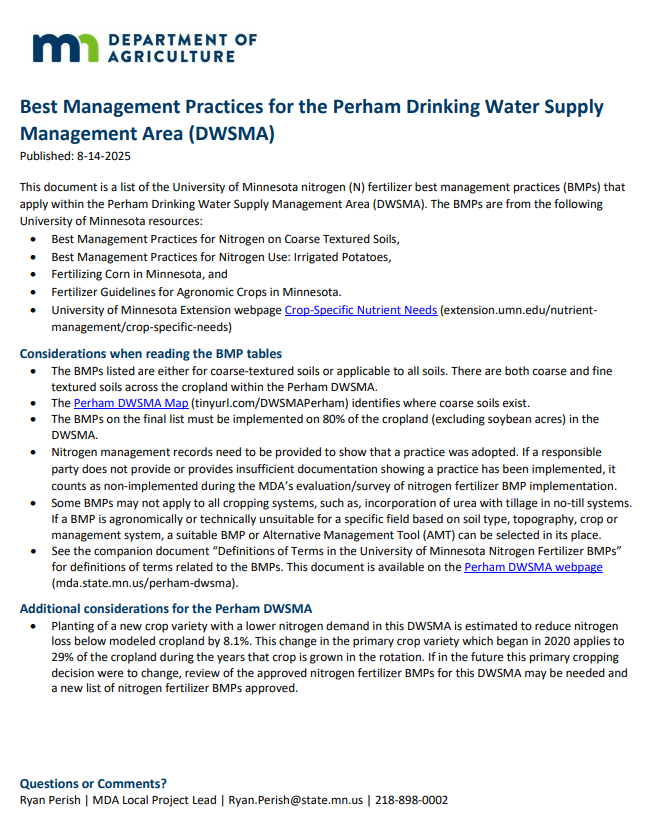 mn DEPARTMENT OF
AGRICULTURE
Best Management Practices for the Perham Drinking Water Supply
Management Area (DWSMA)
Published: 8-14-2025
This document is a list of the University of Minnesota nitrogen (N) fertilizer best management practices (BMPs) that
apply within the Perham Drinking Water Supply Management Area (DWSMA). The BMPs are from the following
University of Minnesota resources:
• Best Management Practices for Nitrogen on Coarse Textured Soils,
• Best Management Practices for Nitrogen Use: Irrigated Potatoes,
• Fertilizing Corn in Minnesota, and
• Fertilizer Guidelines for Agronomic Crops in Minnesota.
• University of Minnesota Extension webpage Crop-Specific Nutrient Needs (extension.umn.edu/nutrient-
management/crop-specific-needs)
Considerations when reading the BMP tables
• The BMPs listed are either for coarse-textured soils or applicable to all soils. There are both coarse and fine
textured soils across the cropland within the Perham DWSMA.
• The Perham DWSMA Map (tinyurl.com/DWSMAPerham) identifies where coarse soils exist.
• The BMPs on the final list must be implemented on 80% of the cropland (excluding soybean acres) in the
DWSMA.
• Nitrogen management records need to be provided to show that a practice was adopted. If a responsible
party does not provide or provides insufficient documentation showing a practice has been implemented, it
counts as non-implemented during the MDA's evaluation/survey of nitrogen fertilizer BMP implementation.
• Some BMPs may not apply to all cropping systems, such as, incorporation of urea with tillage in no-till systems.
If a BMP is agronomically or technically unsuitable for a specific field based on soil type, topography, crop or
management system, a suitable BMP or Alternative Management Tool (AMT) can be selected in its place.
• See the companion document "Definitions of Terms in the University of Minnesota Nitrogen Fertilizer BMPs"
for definitions of terms related to the BMPs. This document is available on the Perham DWSMA webpage
(mda.state.mn.us/perham-dwsma).
Additional considerations for the Perham DWSMA
• Planting of a new crop variety with a lower nitrogen demand in this DWSMA is estimated to reduce nitrogen
loss below modeled cropland by 8.1%. This change in the primary crop variety which began in 2020 applies to
29% of the cropland during the years that crop is grown in the rotation. If in the future this primary cropping
decision were to change, review of the approved nitrogen fertilizer BMPs for this DWSMA may be needed and
a new list of nitrogen fertilizer BMPs approved.
Questions or Comments?
Ryan Perish | MDA Local Project Lead | Ryan.Perish@state.mn.us | 218-898-0002